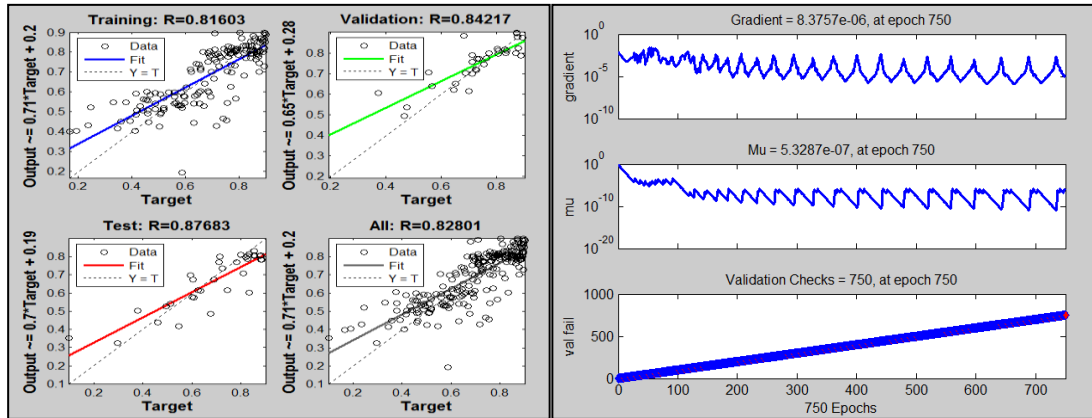 Training: R=0.81603
Output ~= 0.71*Target + 0.2
0.9
0.8
0.7
0.6
0.5
0.4
0.3
0.2
Data
Fit
Y = T
0.2 0.4 0.6 0.8
Target
Validation: R=0.84217
Output ~= 0.65*Target + 0.28
0.9
0.8
0.7
0.6
0.5
0.4
0.3
0.2
Data
Fit
Y = T
0.2 0.4 0.6 0.8
Target
Test: R=0.87683
Output ~= 0.7*Target + 0.19
0.8
0.7
0.6
0.5
0.4
0.3
0.2
0.1
Data
Fit
Y = T
0.2 0.4 0.6 0.8
Target
All: R=0.82801
Output ~= 0.71*Target + 0.2
0.9
0.8
0.7
0.6
0.5
0.4
0.3
0.2
0.1
Data
Fit
Y = T
0.2 0.4 0.6 0.8
Target
Gradient = 8.3757e-06, at epoch 750
gradient
10^0
10^-5
10^-10
Mu = 5.3287e-07, at epoch 750
mu
10^0
10^-10
10^-20
Validation Checks = 750, at epoch 750
val fail
1000
500
0
0 100 200 300 400 500 600 700
750 Epochs